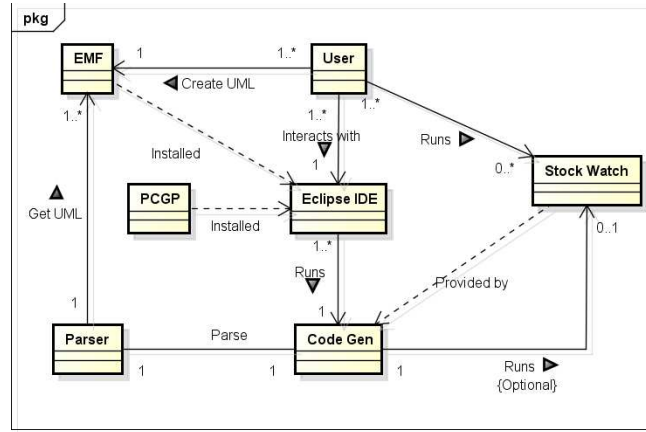 pkg
EMF
1
1..*
User
Create UML
1..*
1..*
1..*
Interacts with
Runs
Installed
1
0..*
Stock Watch
PCGP
Eclipse IDE
Get UML
Installed
1..*
0..1
Runs
Provided by
1
1
Parser
Parse
Code Gen
1
1
1
Runs
{Optional}